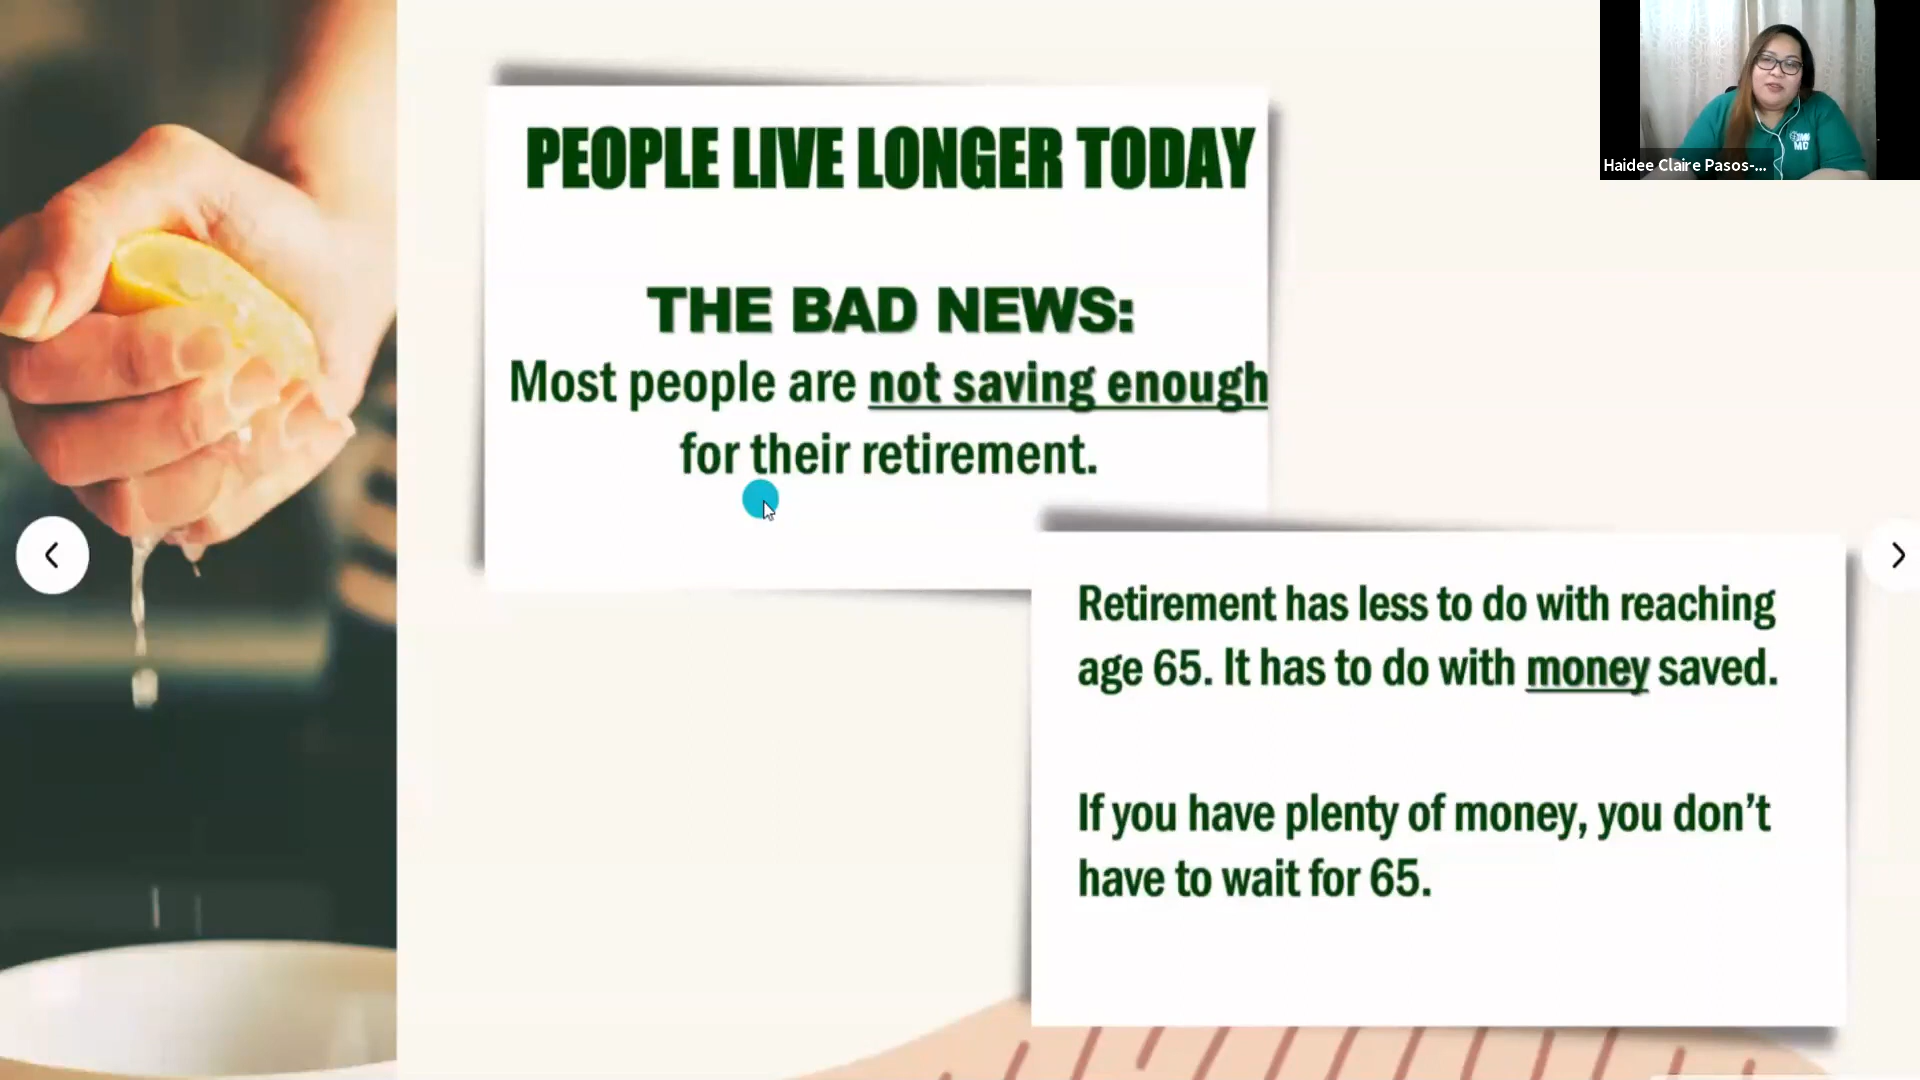 PEOPLE LIVE LONGER TODAY
THE BAD NEWS:
Most people are not saving enough
for their retirement.
Retirement has less to do with reaching
age 65. It has to do with money saved.
If you have plenty of money, you don’t
have to wait for 65.
Haidee Claire Pasos-...
MD